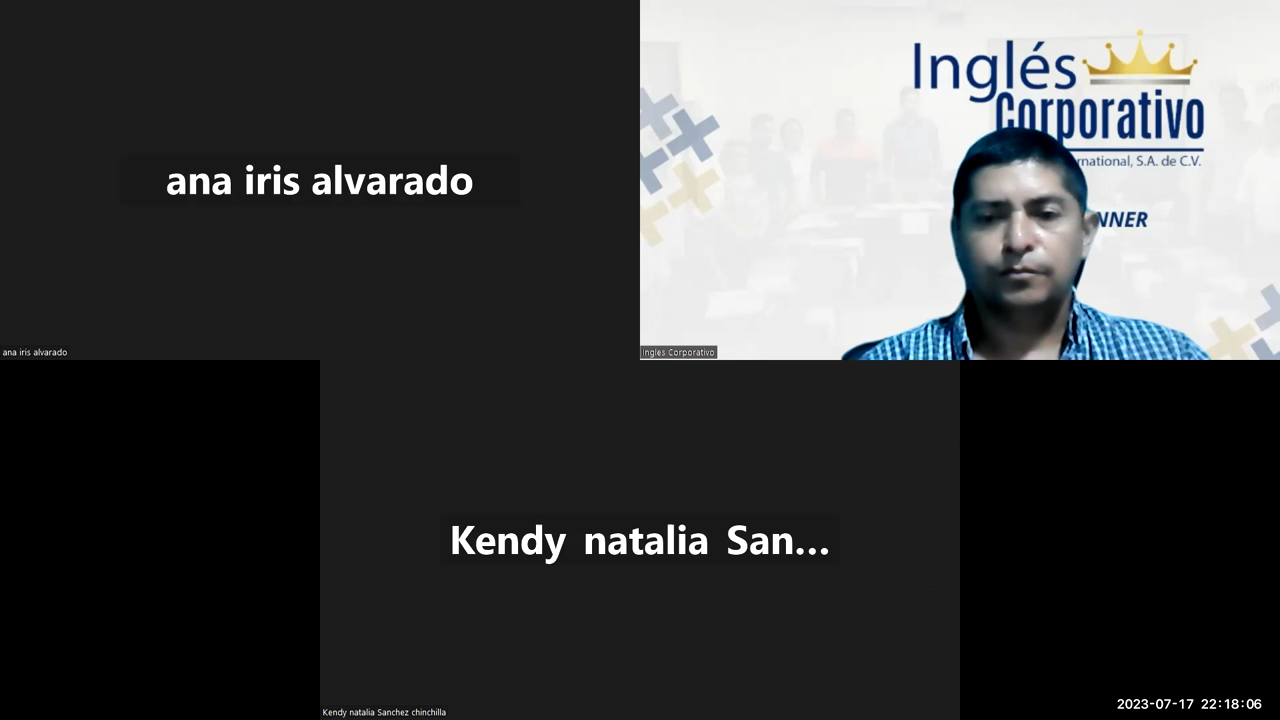 ana iris alvarado
ana iris alvarado
Inglés
Corporativo
rnational, S.A. de C.V.
NNER
Ingles Corporativo
Kendy natalia San...
Kendy natalia Sanchez chinchilla
2023-07-17 22:18:06